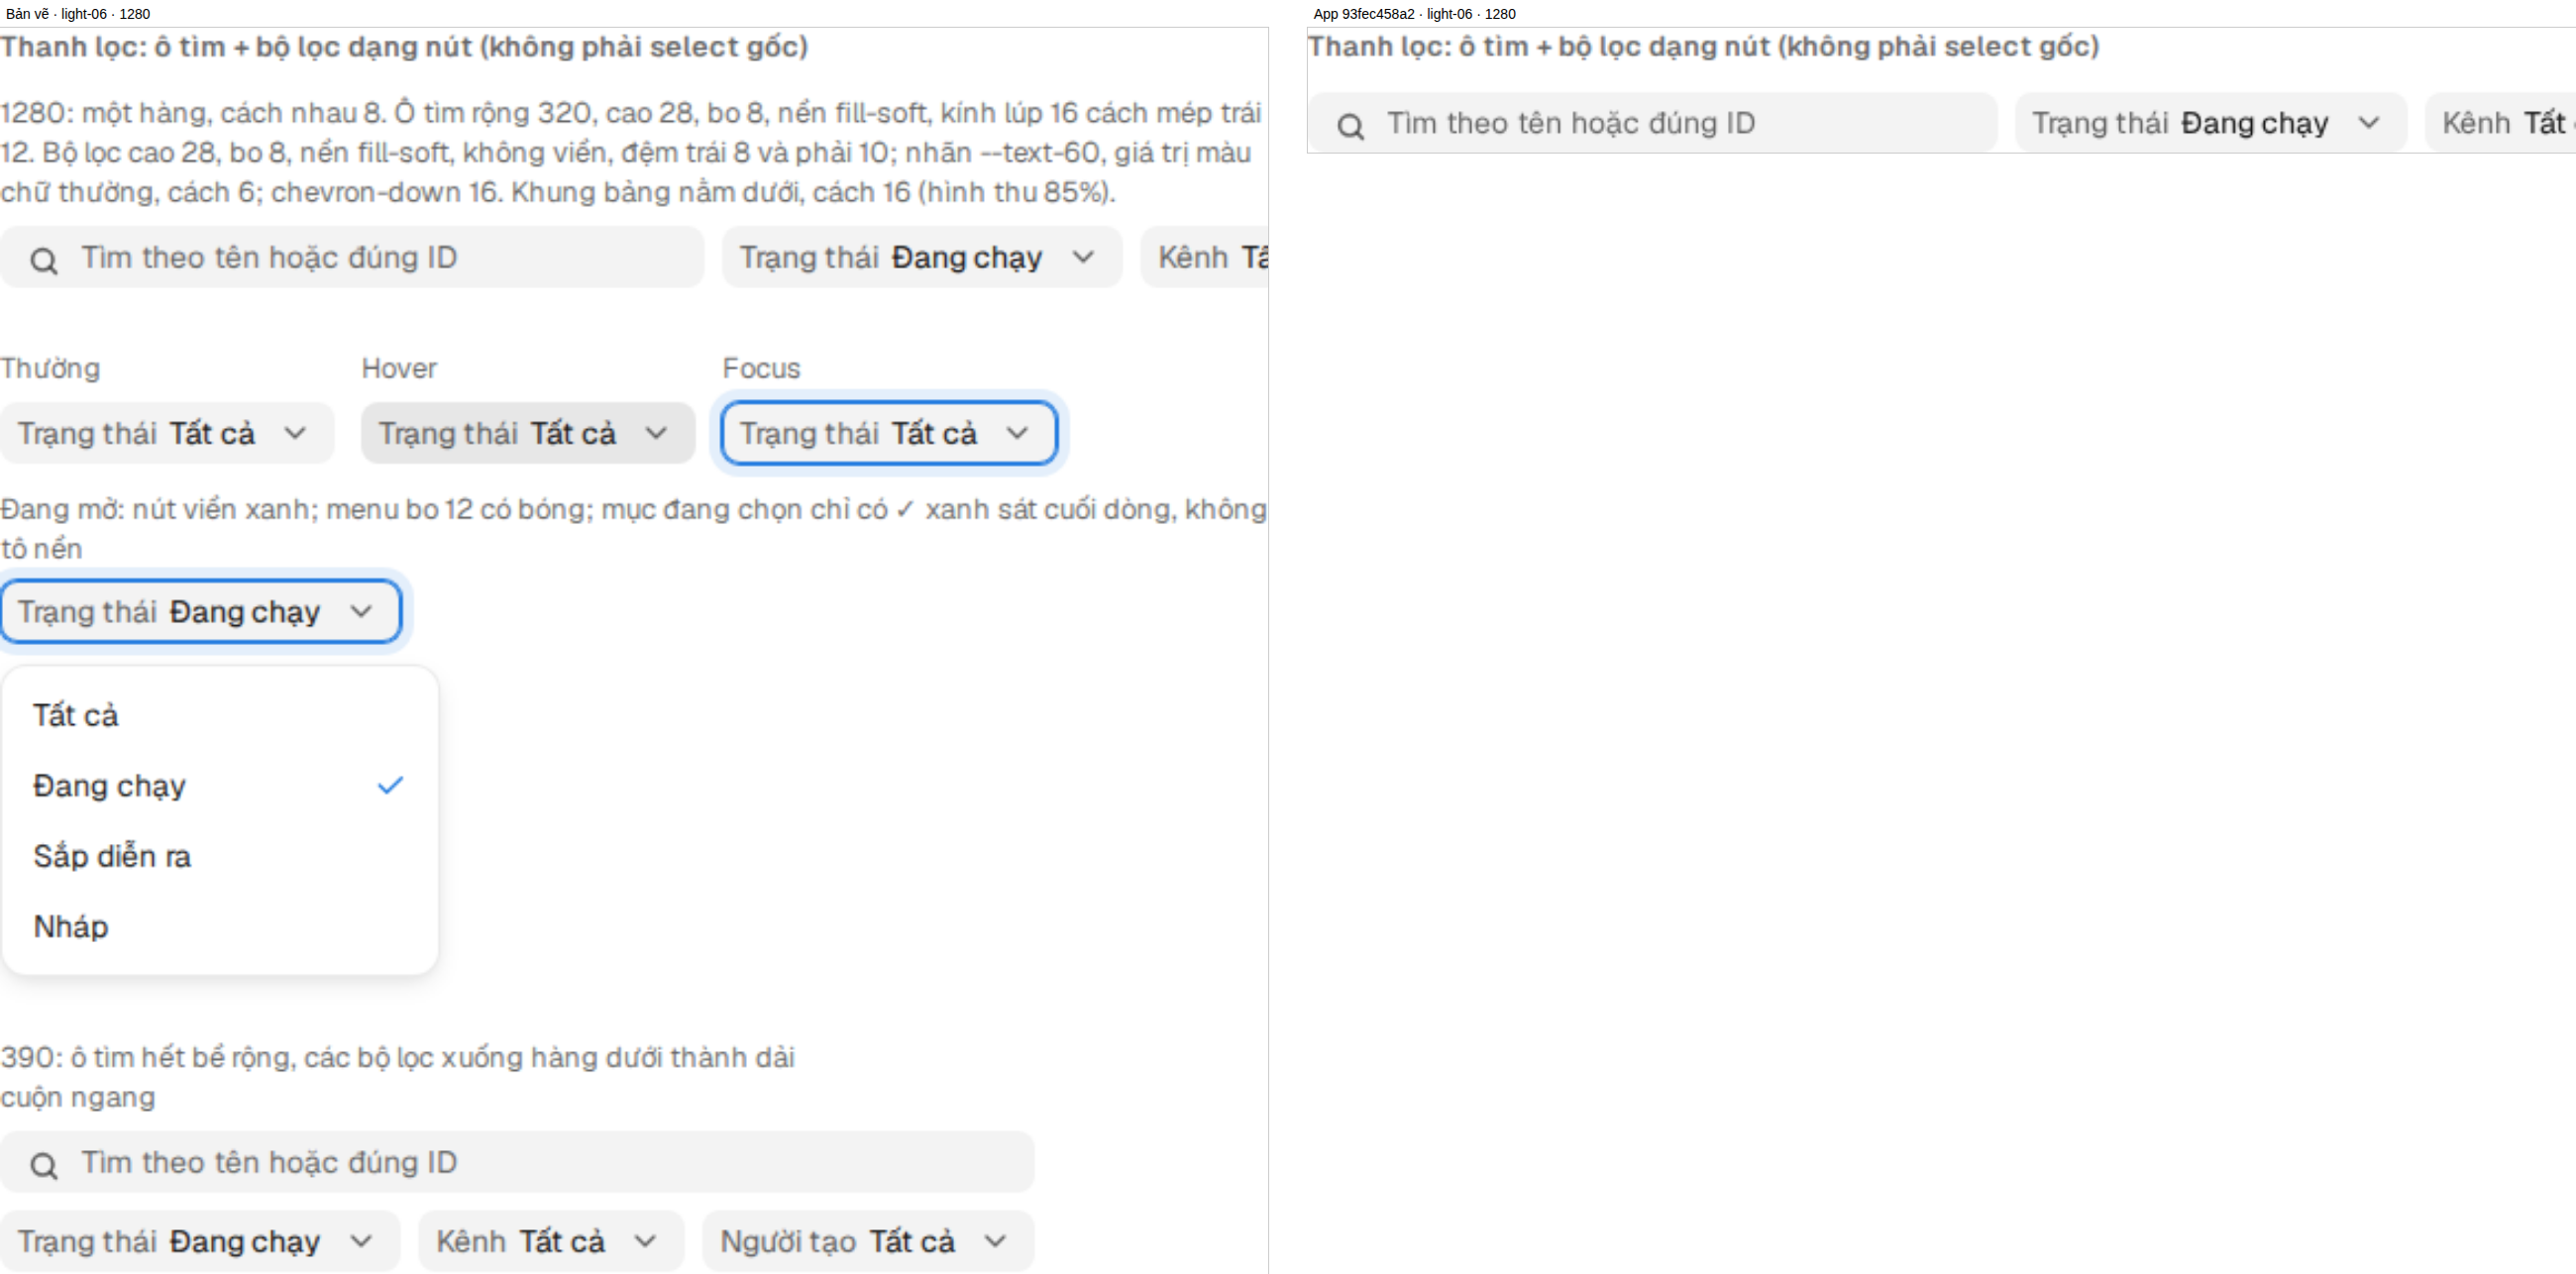 Bản vẽ · light-06 · 1280
Thanh lọc: ô tìm + bộ lọc dạng nút (không phải select gốc)
1280: một hàng, cách nhau 8. Ô tìm rộng 320, cao 28, bo 8, nền fill-soft, kính lúp 16 cách mép trái
12. Bộ lọc cao 28, bo 8, nền fill-soft, không viền, đệm trái 8 và phải 10; nhãn --text-60, giá trị màu
chữ thường, cách 6; chevron-down 16. Khung bảng nằm dưới, cách 16 (hình thu 85%).
Tìm theo tên hoặc đúng ID
Trạng thái Đang chạy
Kênh Tấ
Thường
Hover
Focus
Trạng thái Tất cả
Trạng thái Tất cả
Trạng thái Tất cả
Đang mở: nút viền xanh; menu bo 12 có bóng; mục đang chọn chỉ có ✓ xanh sát cuối dòng, không
tô nền
Trạng thái Đang chạy
Tất cả
Đang chạy
Sắp diễn ra
Nháp
390: ô tìm hết bề rộng, các bộ lọc xuống hàng dưới thành dải
cuộn ngang
Tìm theo tên hoặc đúng ID
Trạng thái Đang chạy
Kênh Tất cả
Người tạo Tất cả
App 93fec458a2 · light-06 · 1280
Thanh lọc: ô tìm + bộ lọc dạng nút (không phải select gốc)
Tìm theo tên hoặc đúng ID
Trạng thái Đang chạy
Kênh Tất